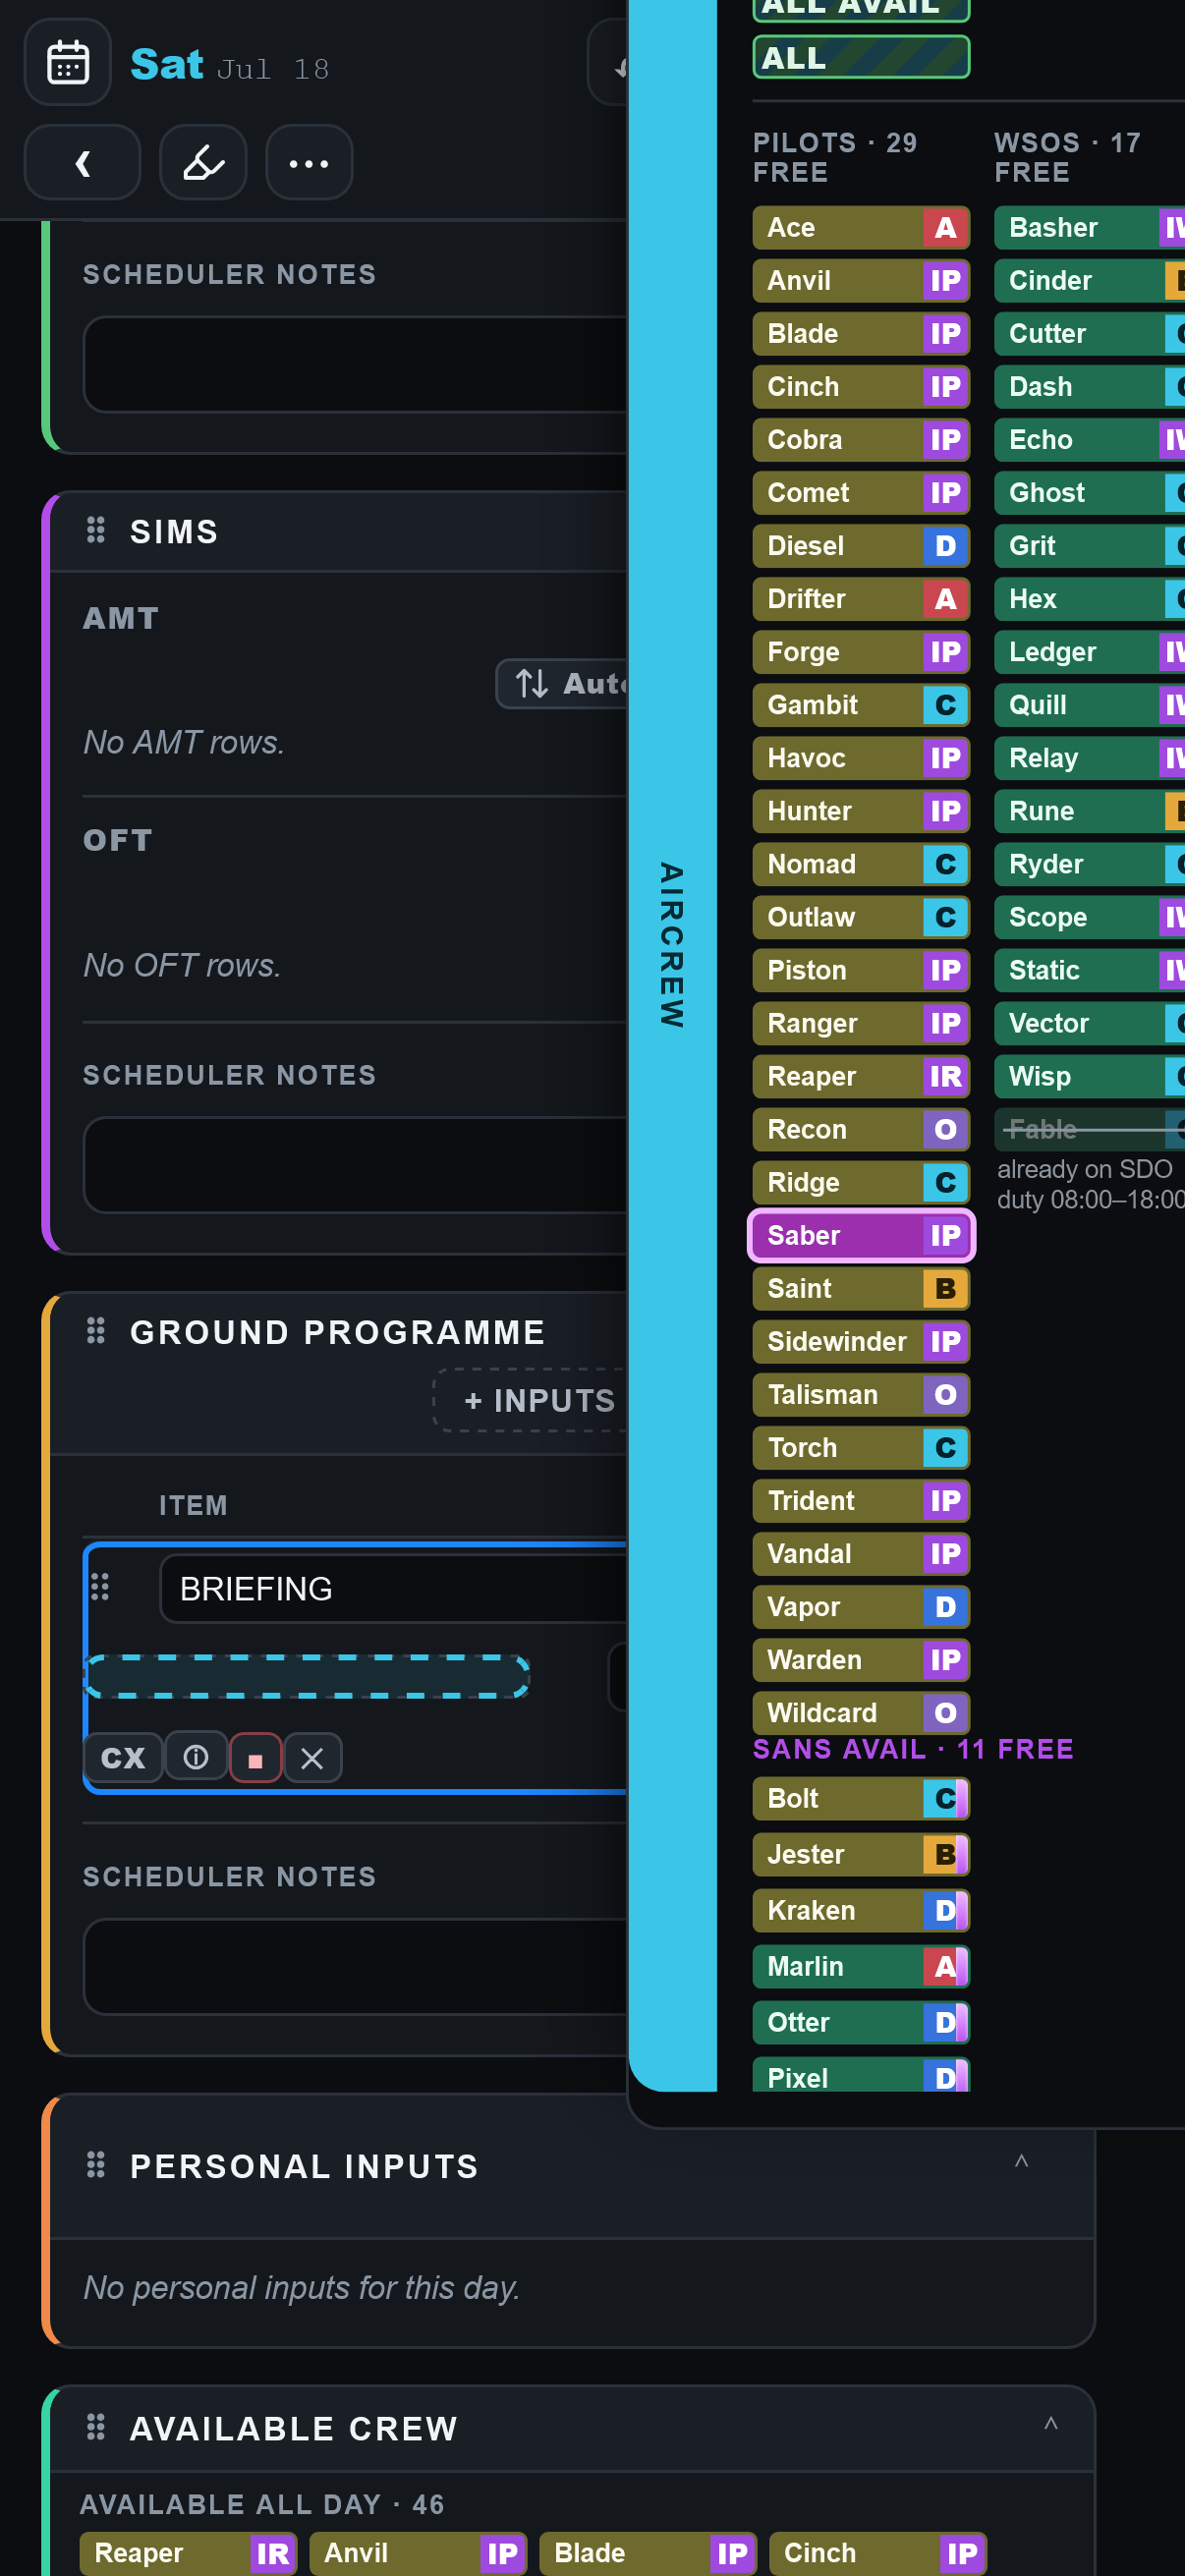 Sat Jul 18
SCHEDULER NOTES
SIMS
AMT
No AMT rows.
OFT
No OFT rows.
SCHEDULER NOTES
GROUND PROGRAMME
+ INPUTS
ITEM
BRIEFING
CX
SCHEDULER NOTES
AIRCREW
ALL AVAIL
ALL
PILOTS · 29
FREE
Ace A
Anvil IP
Blade IP
Cinch IP
Cobra IP
Comet IP
Diesel D
Drifter A
Forge IP
Gambit C
Havoc IP
Hunter IP
Nomad C
Outlaw C
Piston IP
Ranger IP
Reaper IR
Recon O
Ridge C
Saber IP
Saint B
Sidewinder IP
Talisman O
Torch C
Trident IP
Vandal IP
Vapor D
Warden IP
Wildcard O
WSOS · 17
FREE
Basher
Cinder
Cutter
Dash
Echo
Ghost
Grit
Hex
Ledger
Quill
Relay
Rune
Ryder
Scope
Static
Vector
Wisp
Fable
already on SDO
duty 08:00–18:00
SANS AVAIL · 11 FREE
Bolt C
Jester B
Kraken D
Marlin A
Otter D
Pixel D
PERSONAL INPUTS
No personal inputs for this day.
AVAILABLE CREW
AVAILABLE ALL DAY · 46
Reaper IR Anvil IP Blade IP Cinch IP